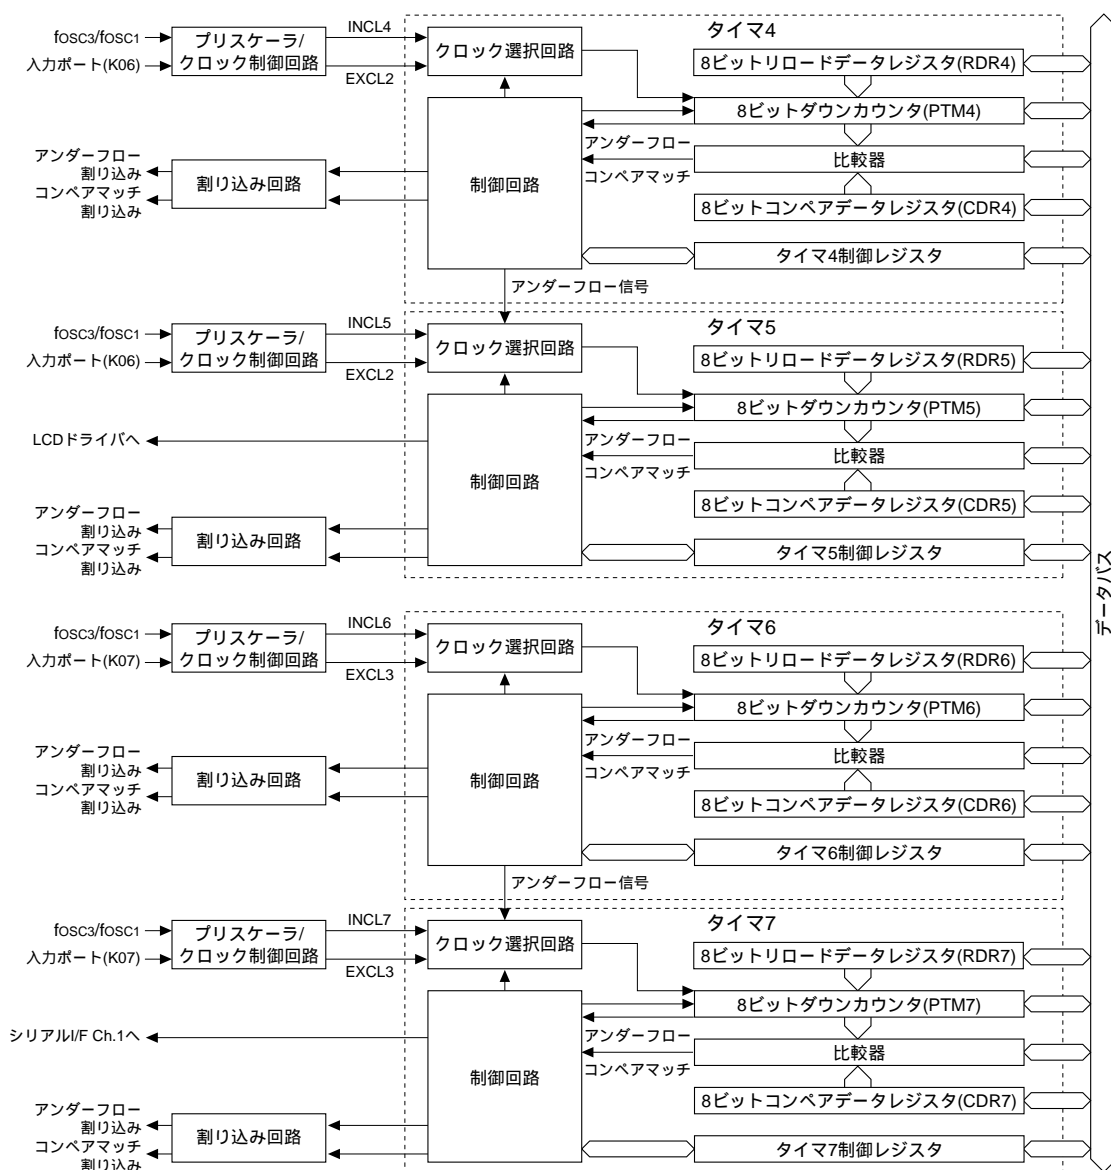 タイマ4
fOSC3/fOSC1
入力ポート(K06)
プリスケーラ/
クロック制御回路
INCL4
EXCL2
クロック選択回路
8ビットリロードデータレジスタ(RDR4)
8ビットダウンカウンタ(PTM4)
アンダーフロー
コンペアマッチ
比較器
アンダーフロー
割り込み
コンペアマッチ
割り込み
割り込み回路
制御回路
8ビットコンペアデータレジスタ(CDR4)
タイマ4制御レジスタ
アンダーフロー信号
タイマ5
fOSC3/fOSC1
入力ポート(K06)
プリスケーラ/
クロック制御回路
INCL5
EXCL2
クロック選択回路
8ビットリロードデータレジスタ(RDR5)
8ビットダウンカウンタ(PTM5)
LCDドライバへ
アンダーフロー
コンペアマッチ
比較器
制御回路
8ビットコンペアデータレジスタ(CDR5)
アンダーフロー
割り込み
コンペアマッチ
割り込み
割り込み回路
タイマ5制御レジスタ
データバス
タイマ6
fOSC3/fOSC1
入力ポート(K07)
プリスケーラ/
クロック制御回路
INCL6
EXCL3
クロック選択回路
8ビットリロードデータレジスタ(RDR6)
8ビットダウンカウンタ(PTM6)
アンダーフロー
コンペアマッチ
比較器
アンダーフロー
割り込み
コンペアマッチ
割り込み
割り込み回路
制御回路
8ビットコンペアデータレジスタ(CDR6)
タイマ6制御レジスタ
アンダーフロー信号
タイマ7
fOSC3/fOSC1
入力ポート(K07)
プリスケーラ/
クロック制御回路
INCL7
EXCL3
クロック選択回路
8ビットリロードデータレジスタ(RDR7)
8ビットダウンカウンタ(PTM7)
シリアルI/F Ch.1へ
アンダーフロー
コンペアマッチ
比較器
制御回路
8ビットコンペアデータレジスタ(CDR7)
アンダーフロー
割り込み
コンペアマッチ
割り込み
割り込み回路
タイマ7制御レジスタ